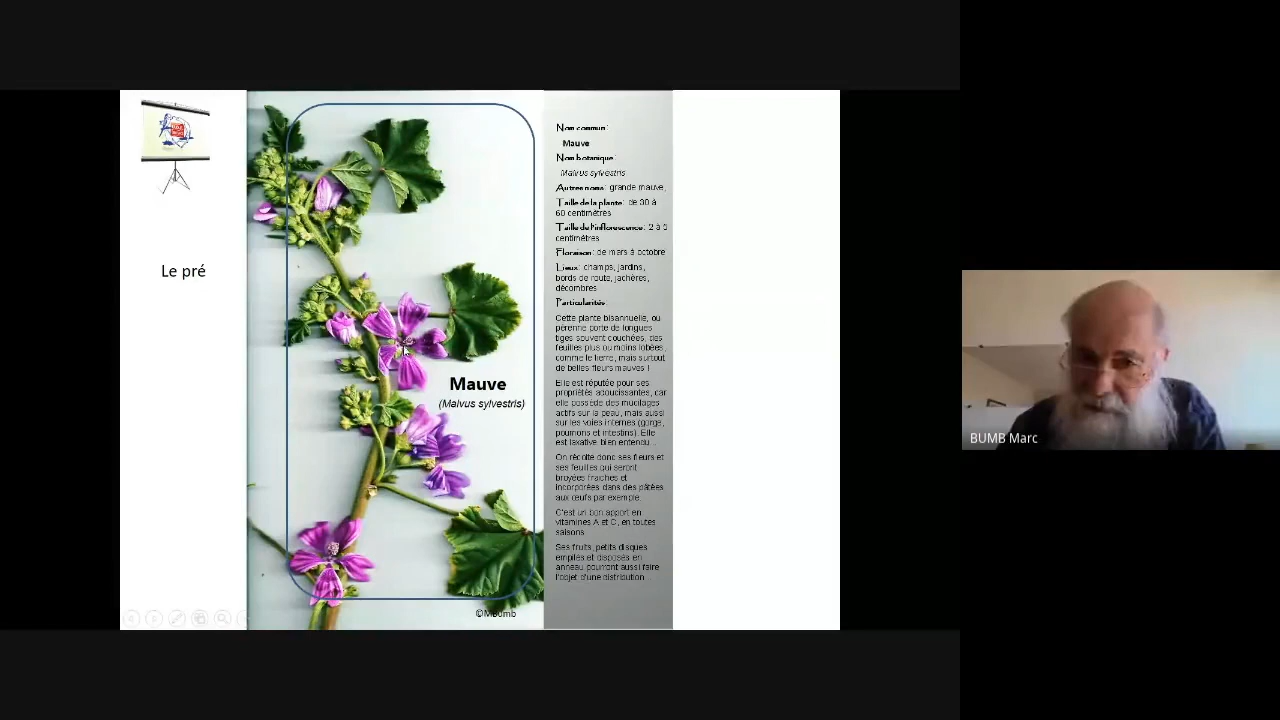 Le pré
Mauve
(Malvus sylvestris)
©MBumb
Nom commun:
Mauve
Nom botanique
Malvus sylvestris
Autres noms: grande mauve,
Taille de la plante: de 30 à
60 centimètres
Taille de l'inflorescence: 2 à 5
centimètres
Floraison: de mars à octobre
Lieux: champs, jardins,
bords de route, jachères,
décombres
Particularités:
Cette plante bisannuelle, ou
pérenne porte de longues
tiges souvent couchées, des
feuilles plus ou moins lobées,
comme le lierre, mais surtout
de belles fleurs mauves !
Elle est réputée pour ses
propriétés adoucissantes, car
elle possède des mucilages
actifs sur la peau, mais aussi
sur les voies internes (gorge,
poumons et intestins). Elle
est laxative bien entendu...
On récolte donc ses fleurs et
ses feuilles qui seront
broyées fraiches et
incorporées dans des pâtées
aux œufs par exemple.
C'est un bon apport en
vitamines A et C, en toutes
saisons
Ses fruits, petits disques
empilés et disposés en
anneau pourront aussi faire
l'objet d'une distribution
BUMB Marc